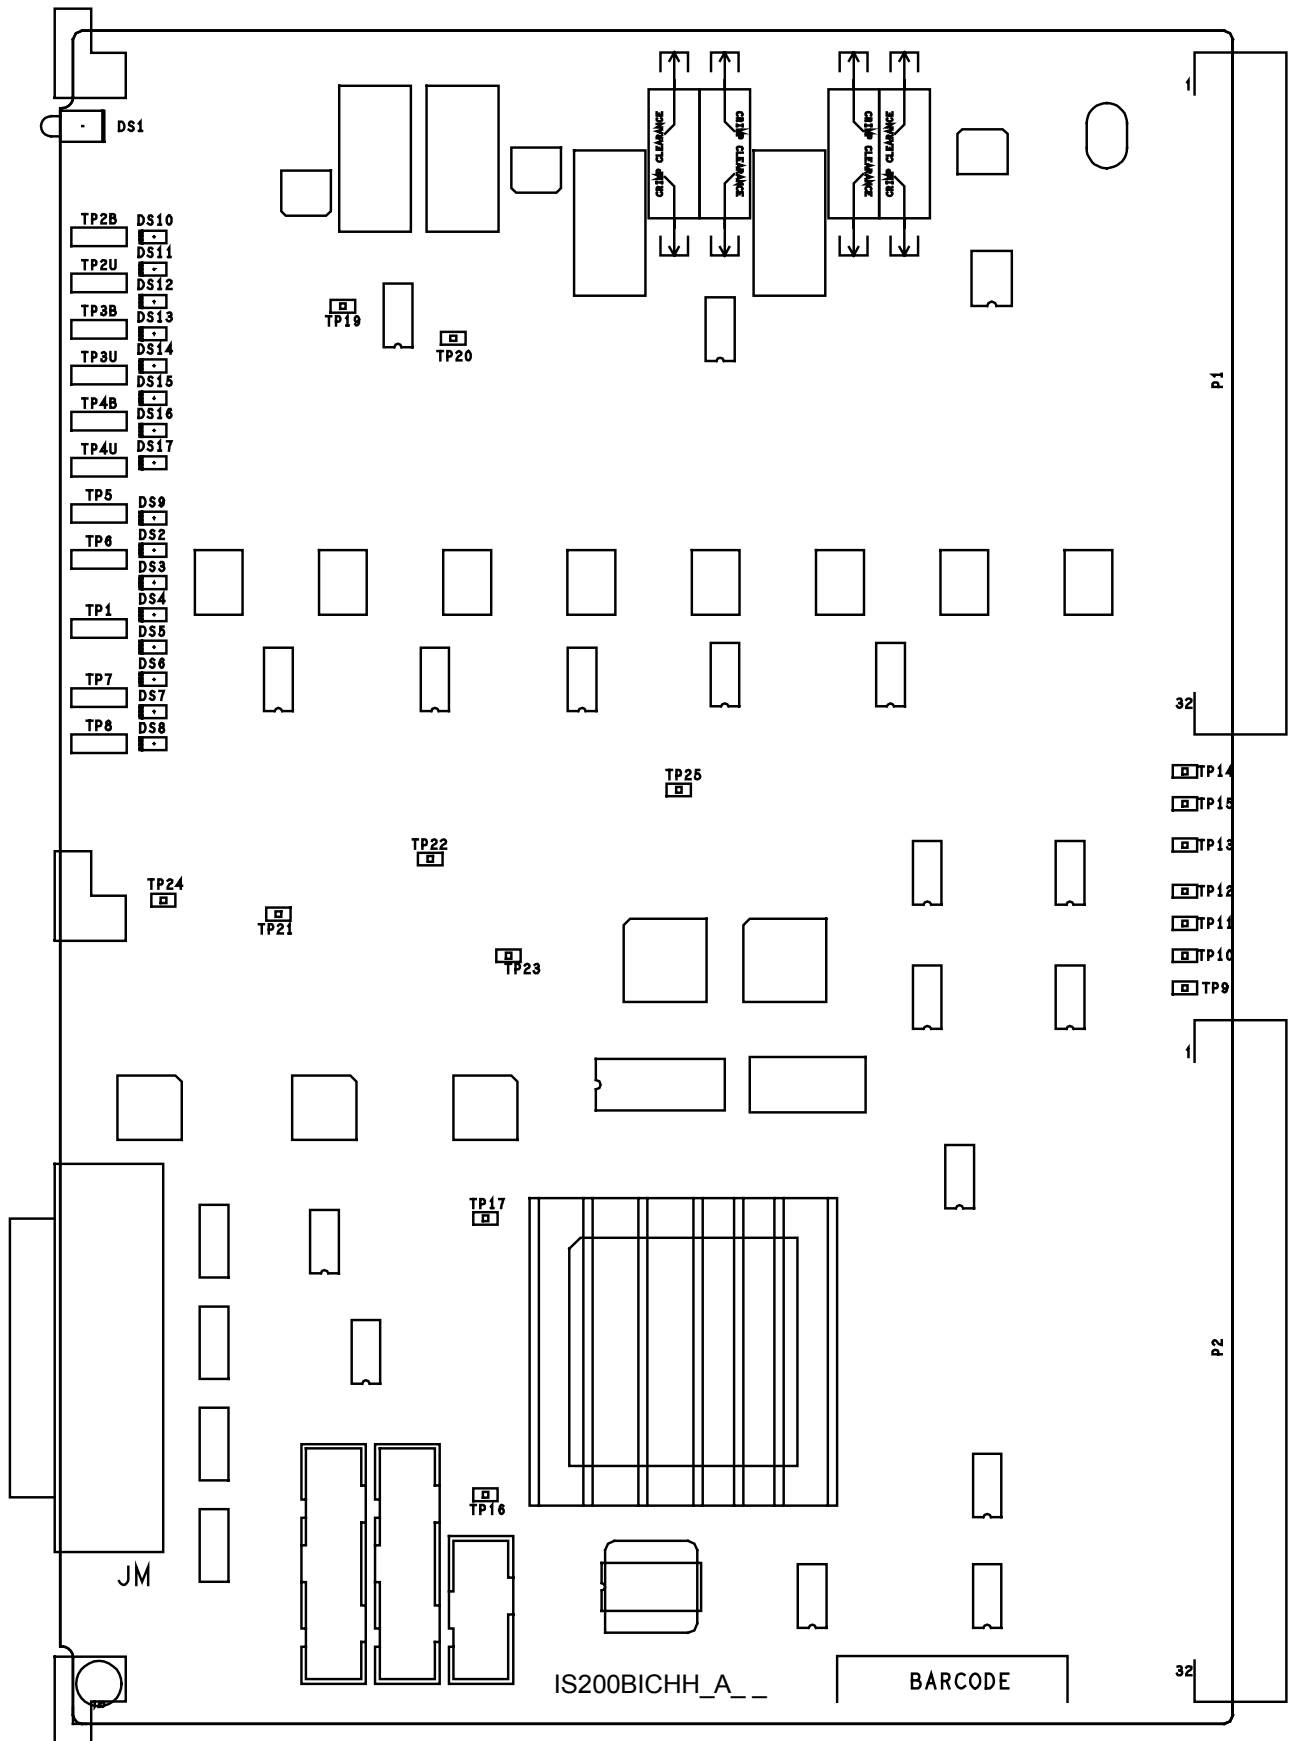 1
DS1
CRIMP CLEARANCE
CRIMP CLEARANCE
CRIMP CLEARANCE
CRIMP CLEARANCE
TP2B DS10
DS11
TP2U
DS12
TP3B DS13
TP19
DS14
TP3U TP20
P1
DS15
TP4B
DS16
TP4U DS17
TP5
DS9
DS2
TP6
DS3
DS4
TP1
DS5
DS6
TP7
DS7
32
TP8 DS8
TP14
TP25
TP15
TP22 TP13
TP24
TP12
TP21 TP11
TP10
TP23
TP9
1
TP17
P2
TP16
JM
32
IS200BICHH_A_ _ BARCODE